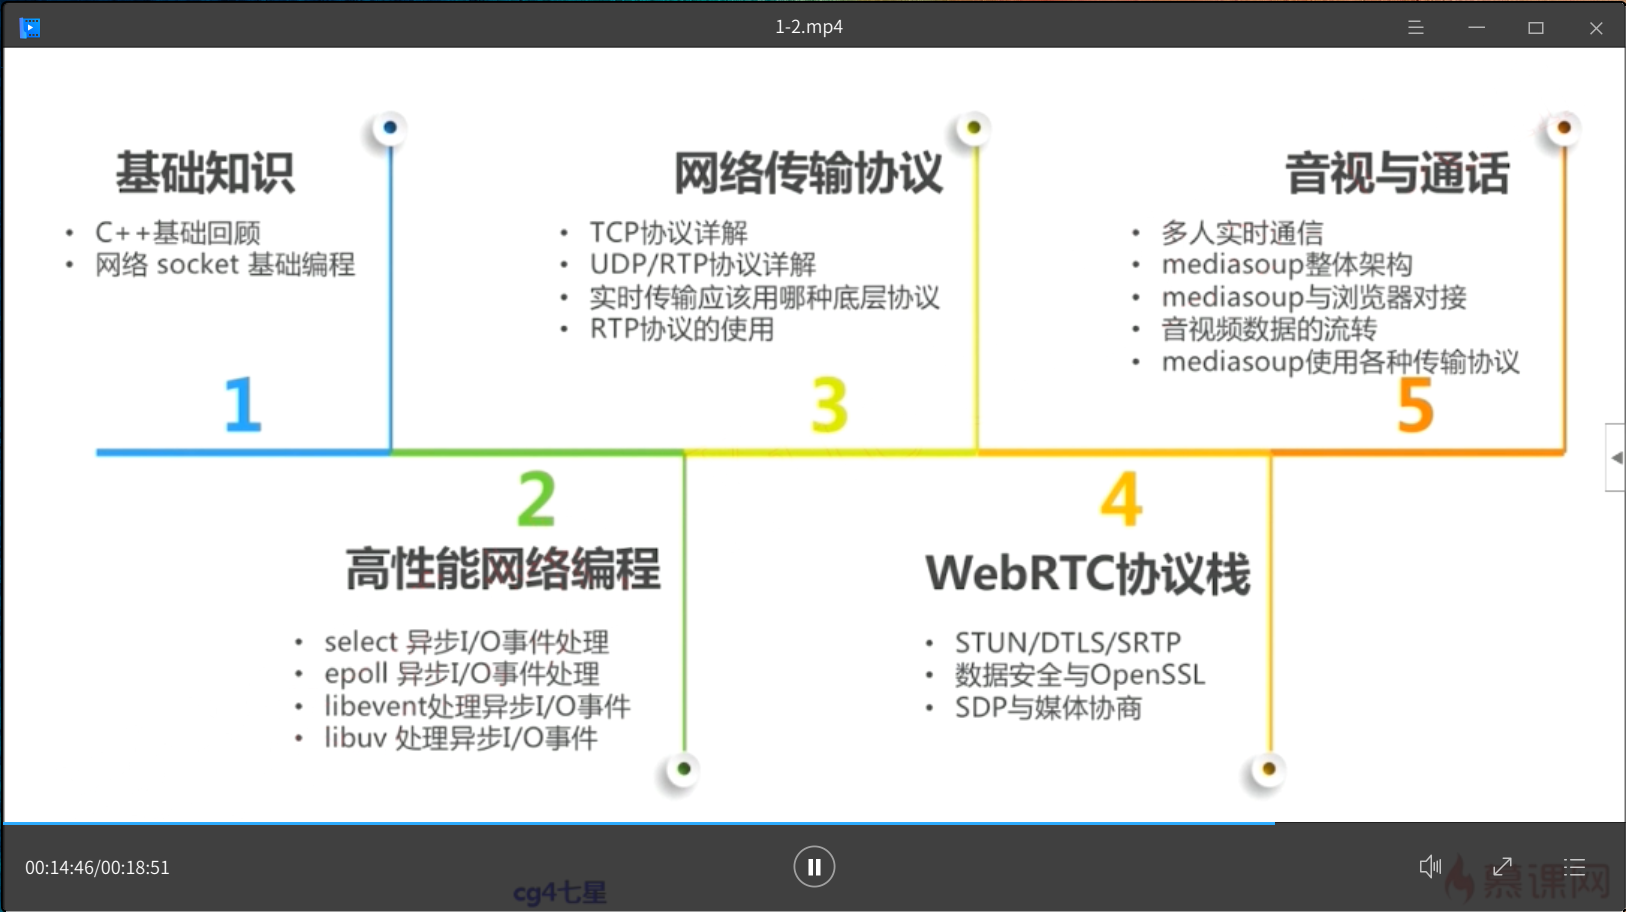 1-2.mp4
基础知识
• C++基础回顾
• 网络 socket 基础编程
1
网络传输协议
• TCP协议详解
• UDP/RTP协议详解
• 实时传输应该用哪种底层协议
• RTP协议的使用
3
音视与通话
• 多人实时通信
• mediasoup整体架构
• mediasoup与浏览器对接
• 音视频数据的流转
• mediasoup使用各种传输协议
5
2
高性能网络编程
• select 异步I/O事件处理
• epoll 异步I/O事件处理
• libevent处理异步I/O事件
• libuv 处理异步I/O事件
4
WebRTC协议栈
• STUN/DTLS/SRTP
• 数据安全与OpenSSL
• SDP与媒体协商
00:14:46/00:18:51
cg4七星
慕课网